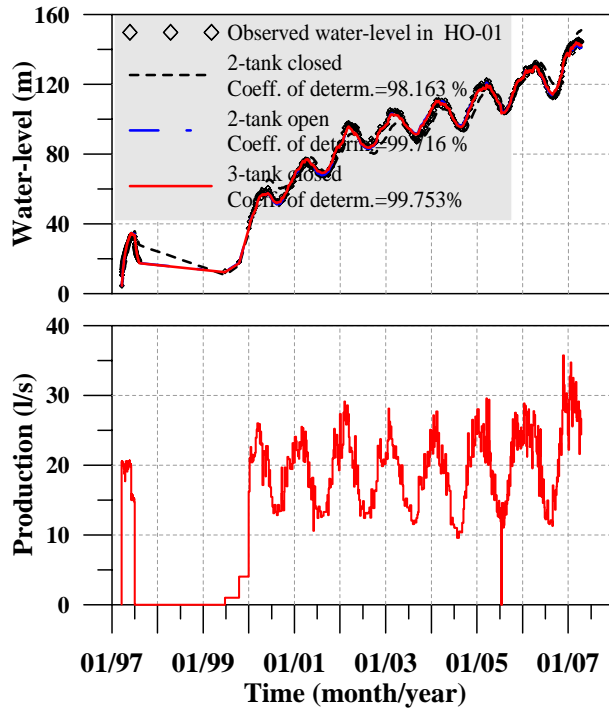 160
120
80
40
0
Water-level (m)
Observed water-level in HO-01
2-tank closed
Coeff. of determ.=98.163 %
2-tank open
Coeff. of determ.=99.716 %
3-tank closed
Coeff. of determ.=99.753%
40
30
20
10
0
Production (l/s)
01/97 01/99 01/01 01/03 01/05 01/07
Time (month/year)